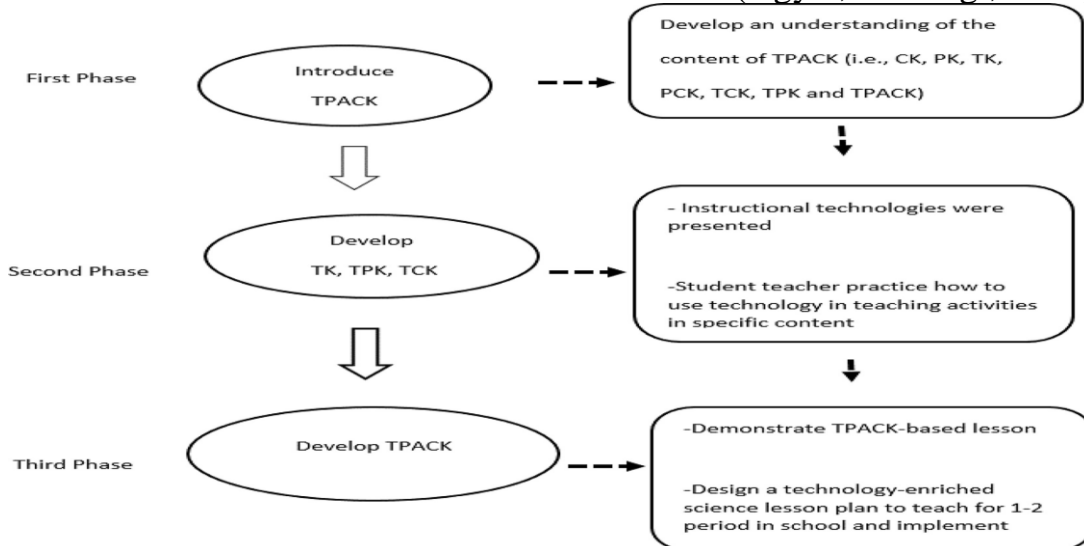 First Phase
Introduce
TPACK
Develop an understanding of the
content of TPACK (i.e., CK, PK, TK,
PCK, TCK, TPK and TPACK)
Second Phase
Develop
TK, TPK, TCK
- Instructional technologies were
presented
-Student teacher practice how to
use technology in teaching activities
in specific content
Third Phase
Develop TPACK
-Demonstrate TPACK-based lesson
-Design a technology-enriched
science lesson plan to teach for 1-2
period in school and implement